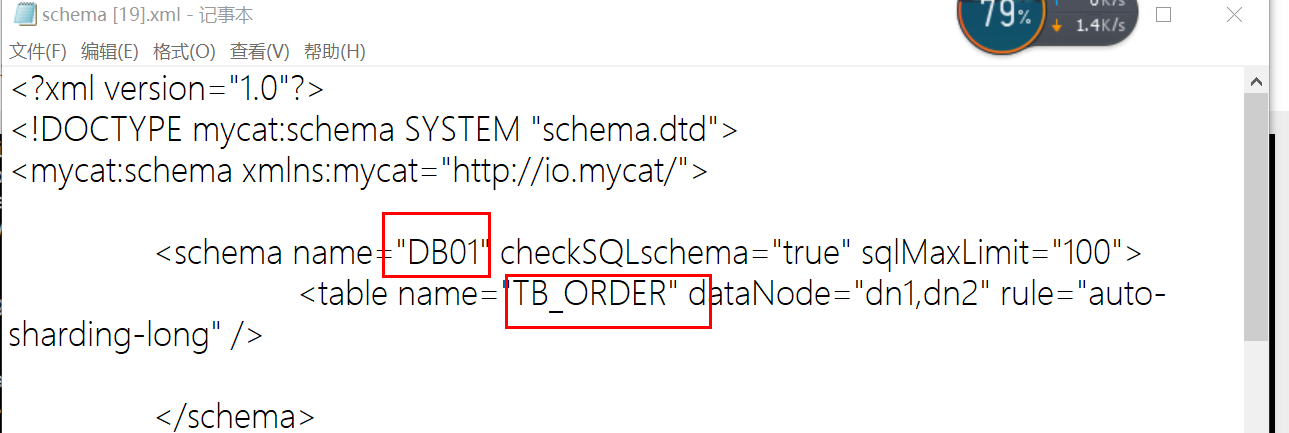 schema [19].xml - 记事本
79%
1.4K/s
文件(F) 编辑(E) 格式(O) 查看(V) 帮助(H)
<?xml version="1.0"?>
<!DOCTYPE mycat:schema SYSTEM "schema.dtd">
<mycat:schema xmlns:mycat="http://io.mycat/">
<schema name="DB01" checkSQLschema="true" sqlMaxLimit="100">
<table name="TB_ORDER" dataNode="dn1,dn2" rule="auto-
sharding-long" />
</schema>